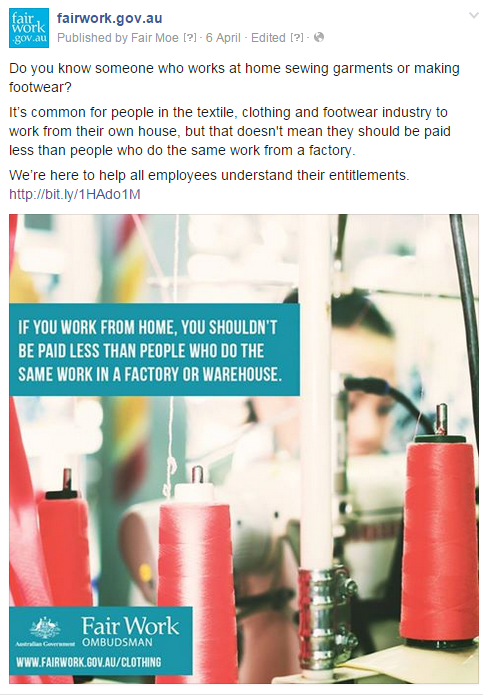 fair
work
.gov.au
fairwork.gov.au
Published by Fair Moe [?] · 6 April · Edited [?] ·
Do you know someone who works at home sewing garments or making
footwear?
It's common for people in the textile, clothing and footwear industry to
work from their own house, but that doesn't mean they should be paid
less than people who do the same work from a factory.
We're here to help all employees understand their entitlements.
http://bit.ly/1HAdo1M
IF YOU WORK FROM HOME, YOU SHOULDN'T
BE PAID LESS THAN PEOPLE WHO DO THE
SAME WORK IN A FACTORY OR WAREHOUSE.
Australian Government
Fair Work
OMBUDSMAN
WWW.FAIRWORK.GOV.AU/CLOTHING